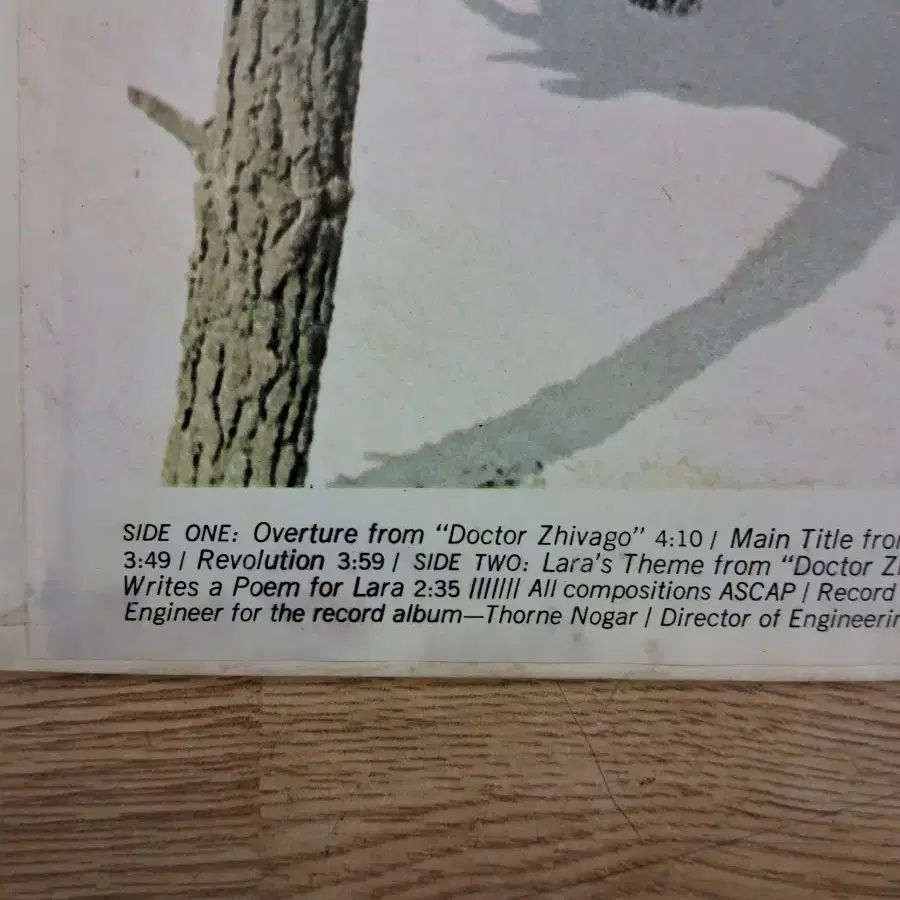 SIDE ONE: Overture from "Doctor Zhivago" 4:10 / Main Title
3:49 / Revolution 3:59 / SIDE TWO: Lara's Theme from "Doctor
Writes a Poem for Lara 2:35 /////// All compositions ASCAP / Record
Engineer for the record album—Thorne Nogar / Director of